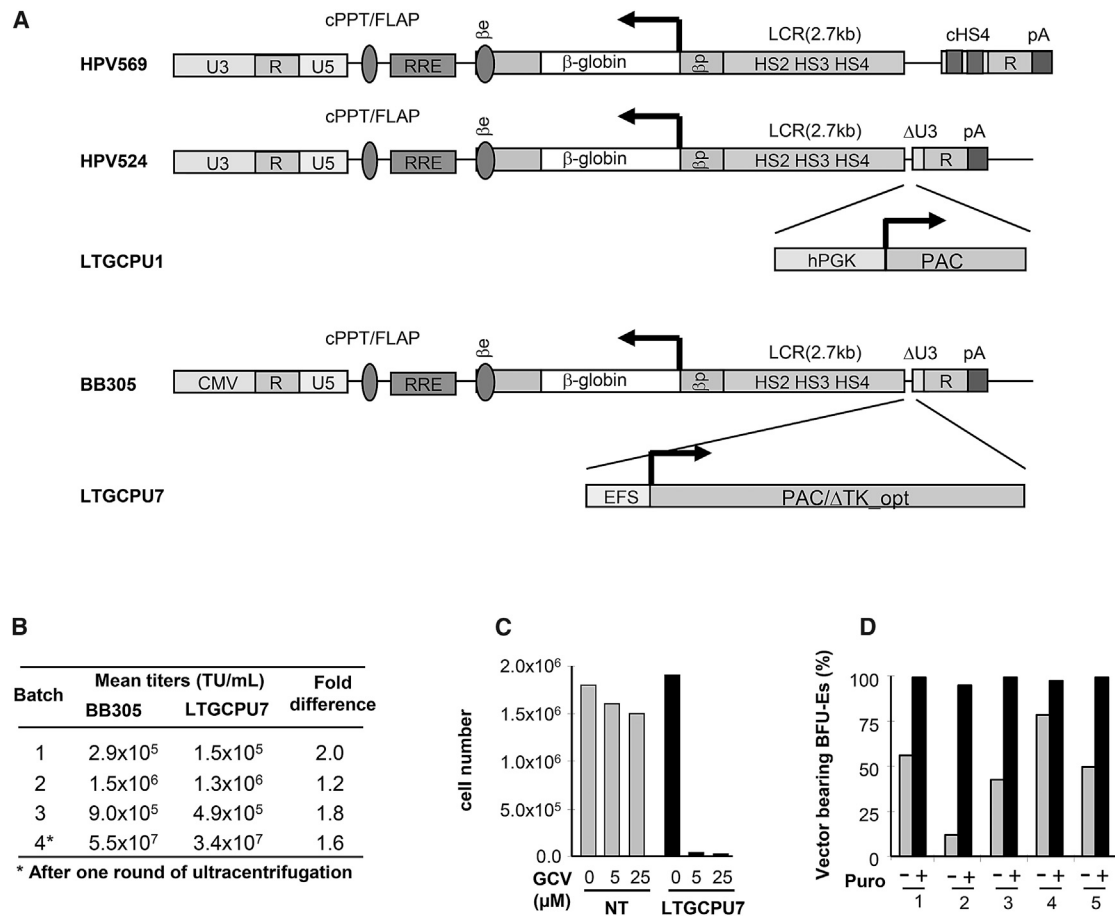 A
cPPT/FLAP
βe
LCR(2.7kb)
cHS4
pA
HPV569
U3
R
U5
RRE
β-globin
βp
HS2 HS3 HS4
R
cPPT/FLAP
βe
LCR(2.7kb)
ΔU3
pA
HPV524
U3
R
U5
RRE
β-globin
βp
HS2 HS3 HS4
R
LTGCPU1
hPGK
PAC
cPPT/FLAP
βe
LCR(2.7kb)
ΔU3
pA
BB305
CMV
R
U5
RRE
β-globin
βp
HS2 HS3 HS4
R
LTGCPU7
EFS
PAC/ΔTK_opt
B
Batch Mean titers (TU/mL) Fold difference
BB305 LTGCPU7
1 2.9x10⁵ 1.5x10⁵ 2.0
2 1.5x10⁶ 1.3x10⁶ 1.2
3 9.0x10⁵ 4.9x10⁵ 1.8
4* 5.5x10⁷ 3.4x10⁷ 1.6
* After one round of ultracentrifugation
C
cell number
2.0x10⁶
1.5x10⁶
1.0x10⁶
5.0x10⁵
0.0
GCV (µM)
0 5 25 0 5 25
NT LTGCPU7
D
Vector bearing BFU-Es (%)
100
75
50
25
0
Puro - + - + - + - + - +
1 2 3 4 5